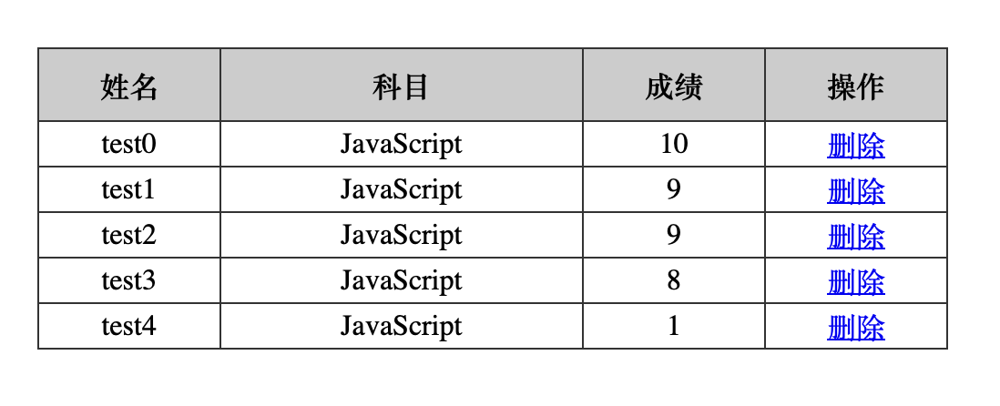 姓名 科目 成绩 操作
test0 JavaScript 10 删除
test1 JavaScript 9 删除
test2 JavaScript 9 删除
test3 JavaScript 8 删除
test4 JavaScript 1 删除